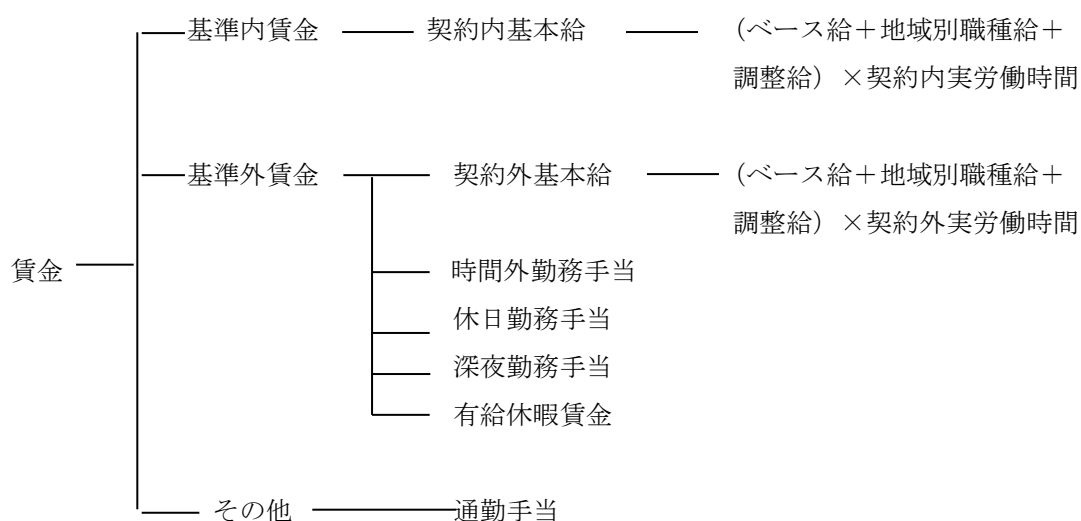 基準内賃金 契約内基本給 (ベース給+地域別職種給+
調整給)×契約内実労働時間
基準外賃金 契約外基本給 (ベース給+地域別職種給+
調整給)×契約外実労働時間
賃金
時間外勤務手当
休日勤務手当
深夜勤務手当
有給休暇賃金
その他 通勤手当